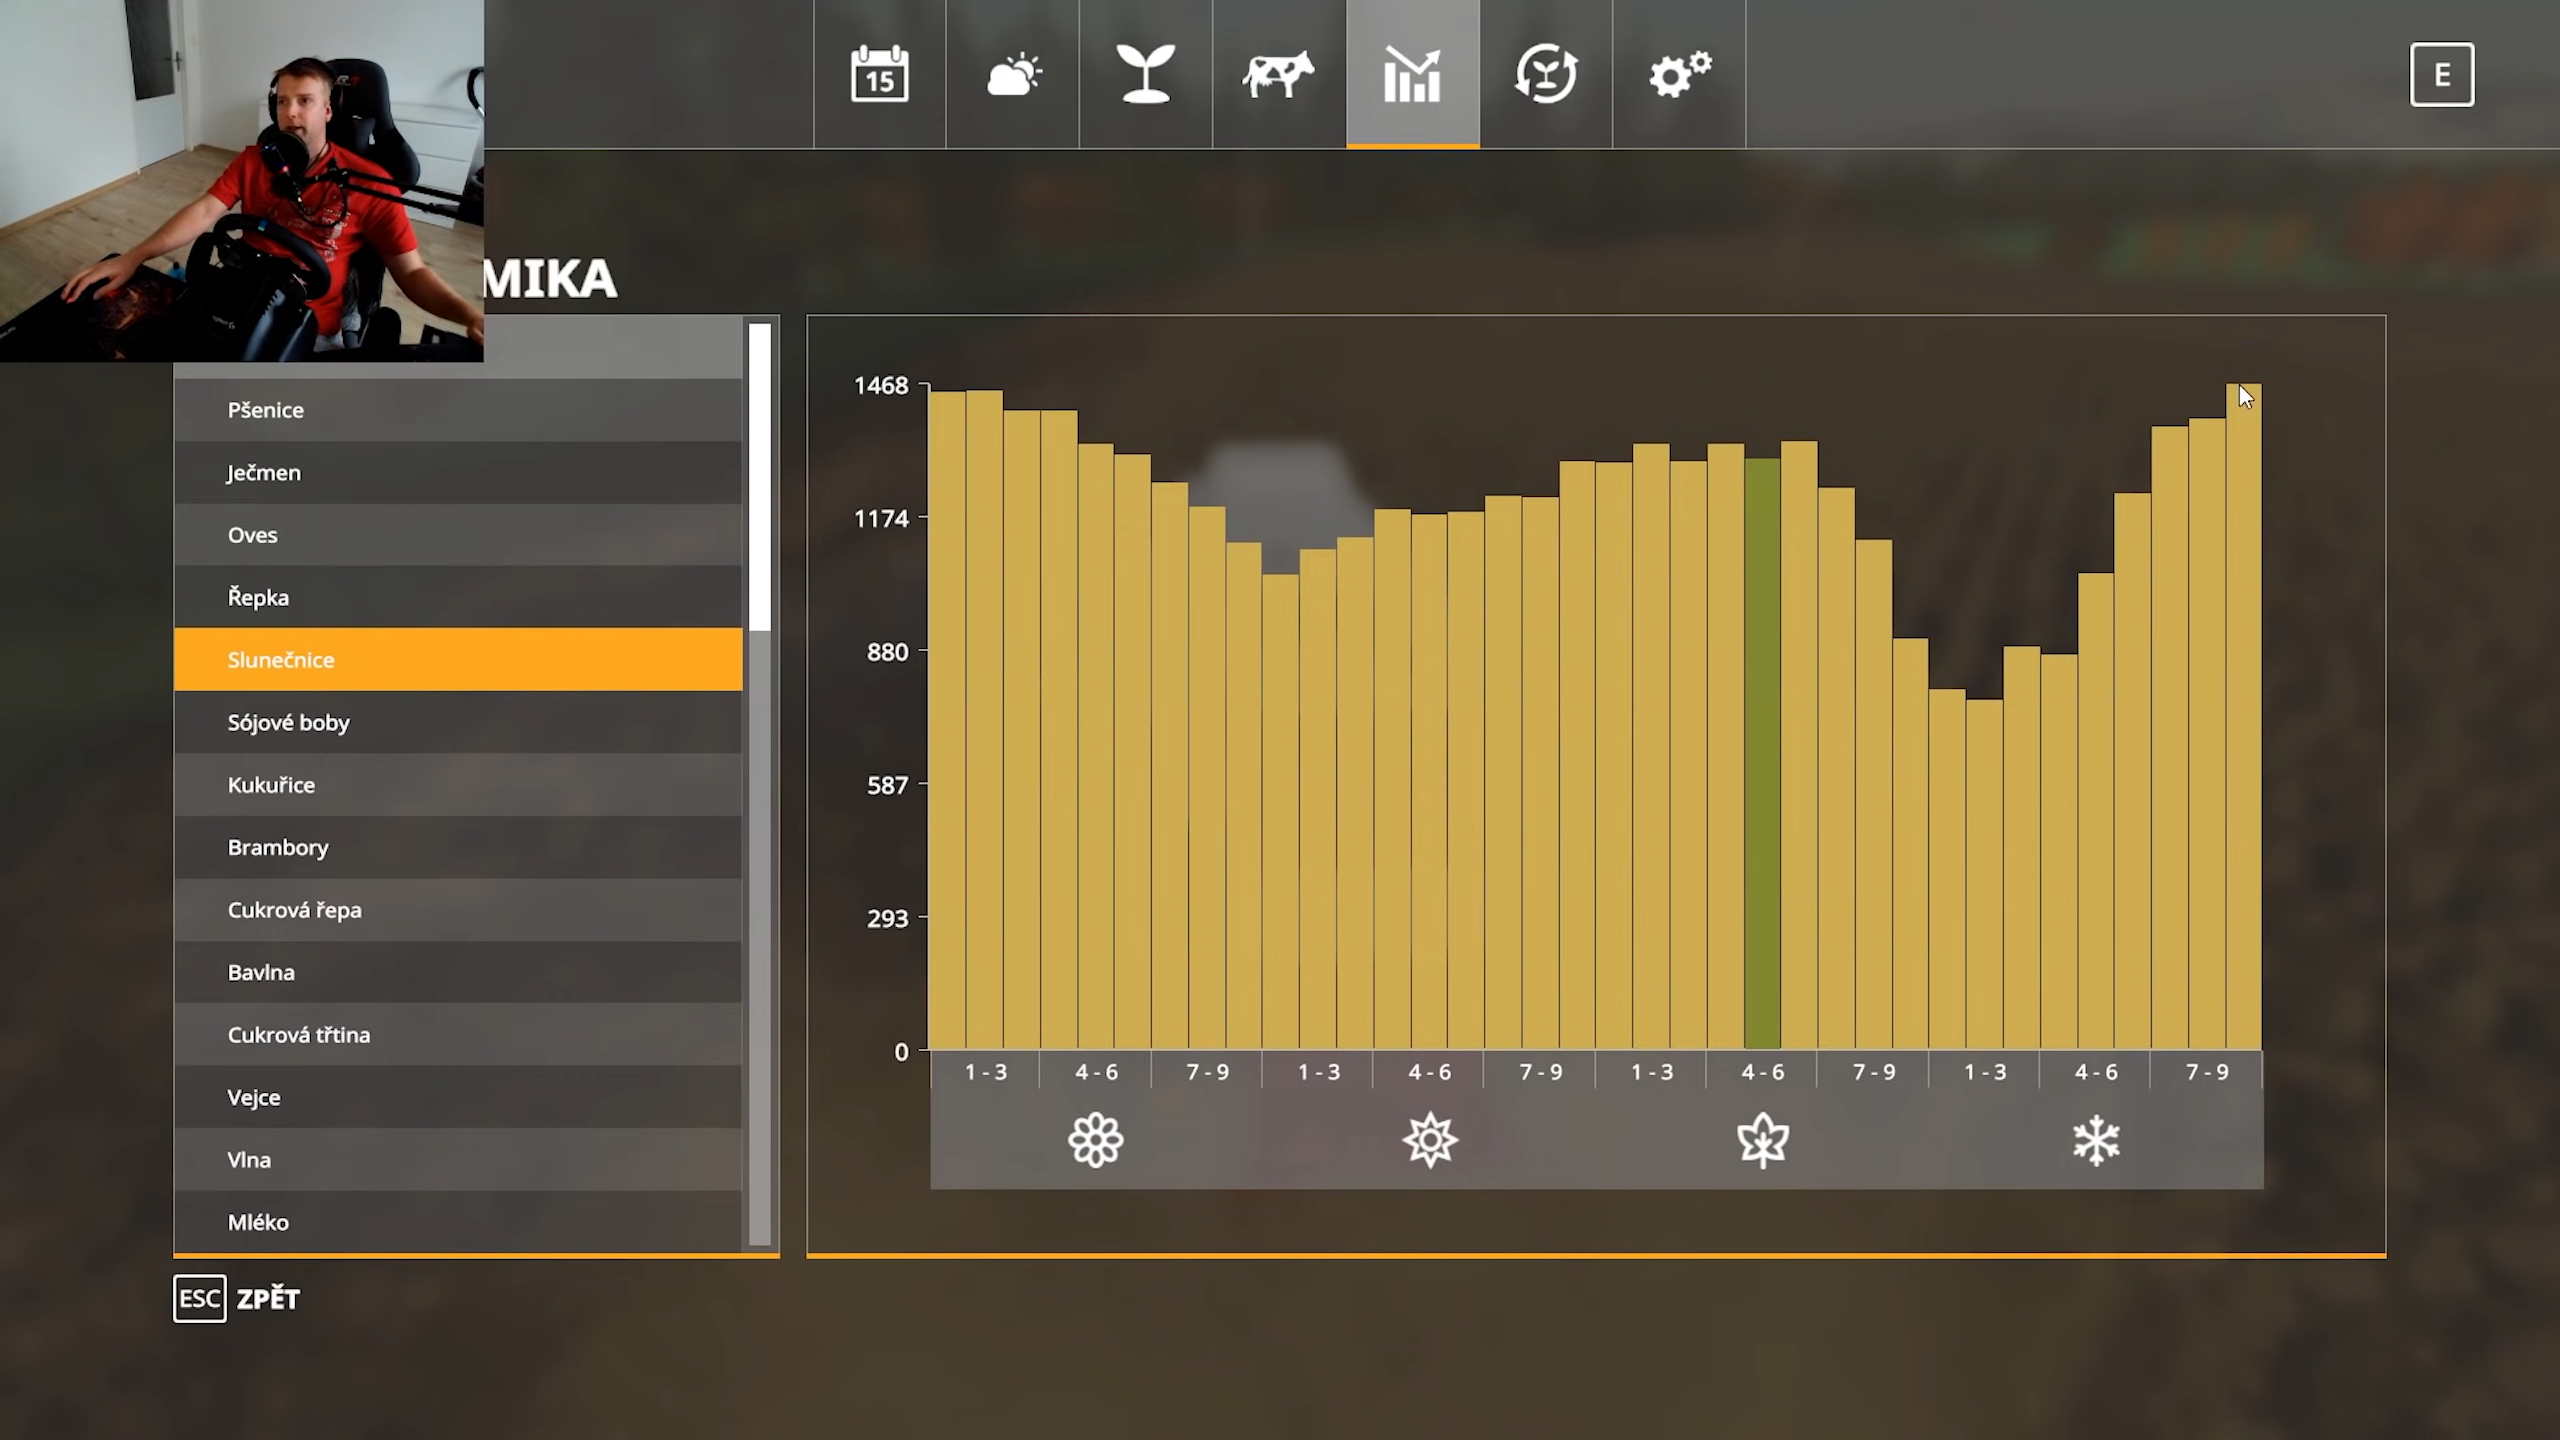 15
E
MIKA
Pšenice
Ječmen
Oves
Řepka
Slunečnice
Sójové boby
Kukuřice
Brambory
Cukrová řepa
Bavlna
Cukrová třtina
Vejce
Vlna
Mléko
1468
1174
880
587
293
0
1 - 3 4 - 6 7 - 9 1 - 3 4 - 6 7 - 9 1 - 3 4 - 6 7 - 9 1 - 3 4 - 6 7 - 9
ESC ZPĚT